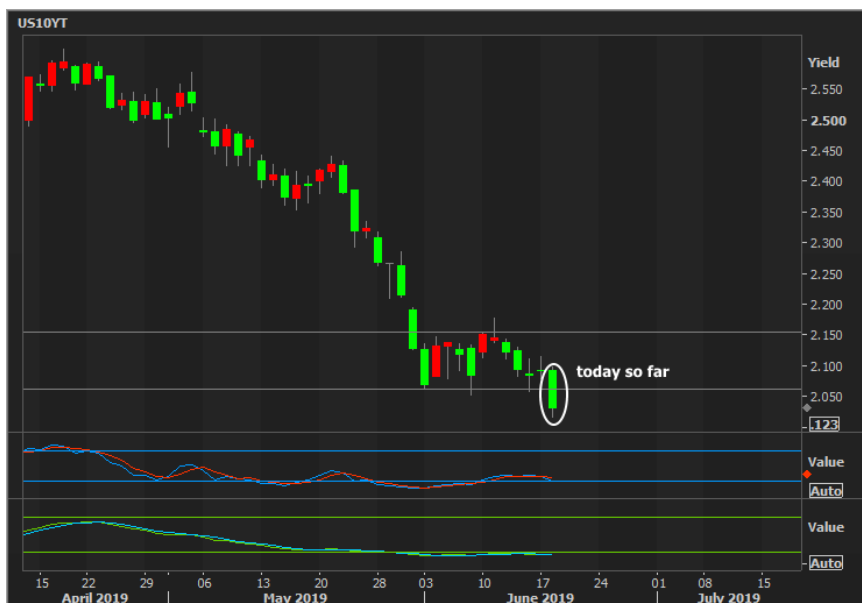 US10YT
Yield
2.550
2.500
2.450
2.400
2.350
2.300
2.250
2.200
2.150
2.100
today so far
2.050
.123
Value
Auto
Value
Auto
15 22 29 06 13 20 28 03 10 17 24 01 08 15
April 2019 May 2019 June 2019 July 2019